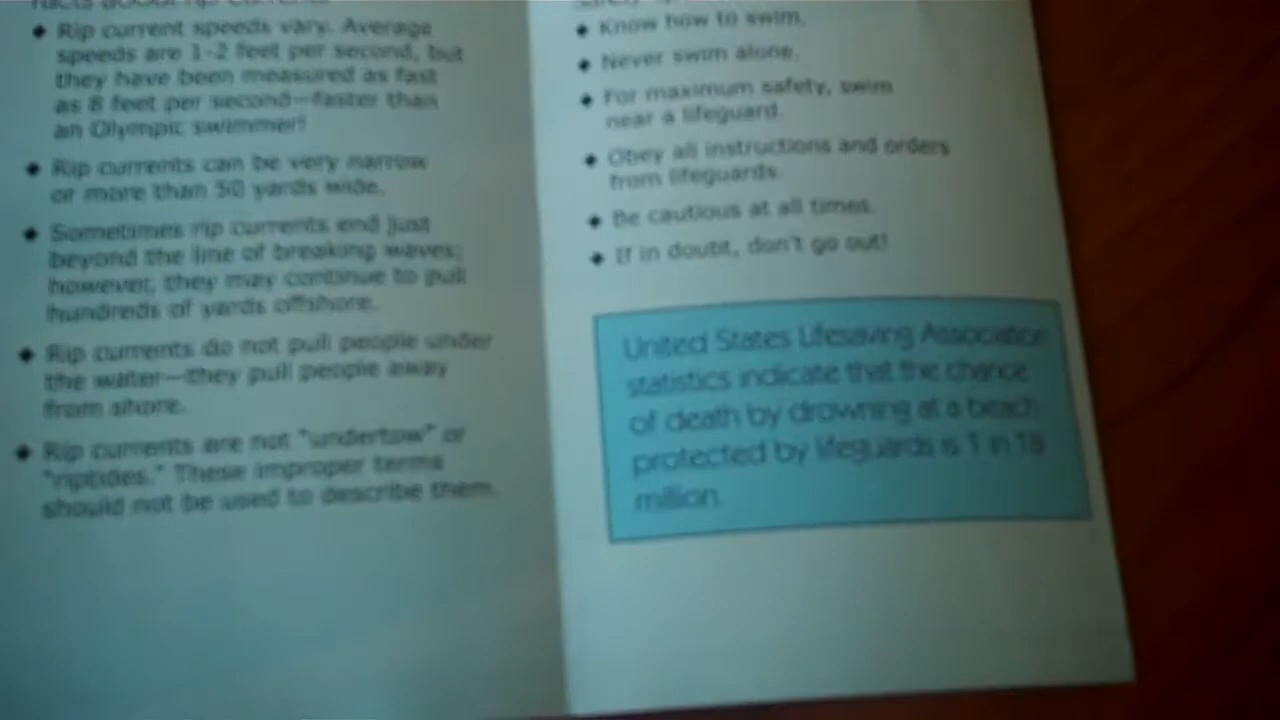 Facts about rip currents
◆ Rip current speeds vary. Average
speeds are 1-2 feet per second, but
they have been measured as fast
as 8 feet per second—faster than
an Olympic swimmer!
◆ Rip currents can be very narrow
or more than 50 yards wide.
◆ Sometimes rip currents end just
beyond the line of breaking waves;
however, they may continue to pull
hundreds of yards offshore.
◆ Rip currents do not pull people under
the water—they pull people away
from shore.
◆ Rip currents are not "undertow" or
"riptides." These improper terms
should not be used to describe them.
◆ Know how to swim.
◆ Never swim alone.
◆ For maximum safety, swim
near a lifeguard.
◆ Obey all instructions and orders
from lifeguards.
◆ Be cautious at all times.
◆ If in doubt, don't go out!
United States Lifesaving Association
statistics indicate that the chance
of death by drowning at a beach
protected by lifeguards is 1 in 18
million.